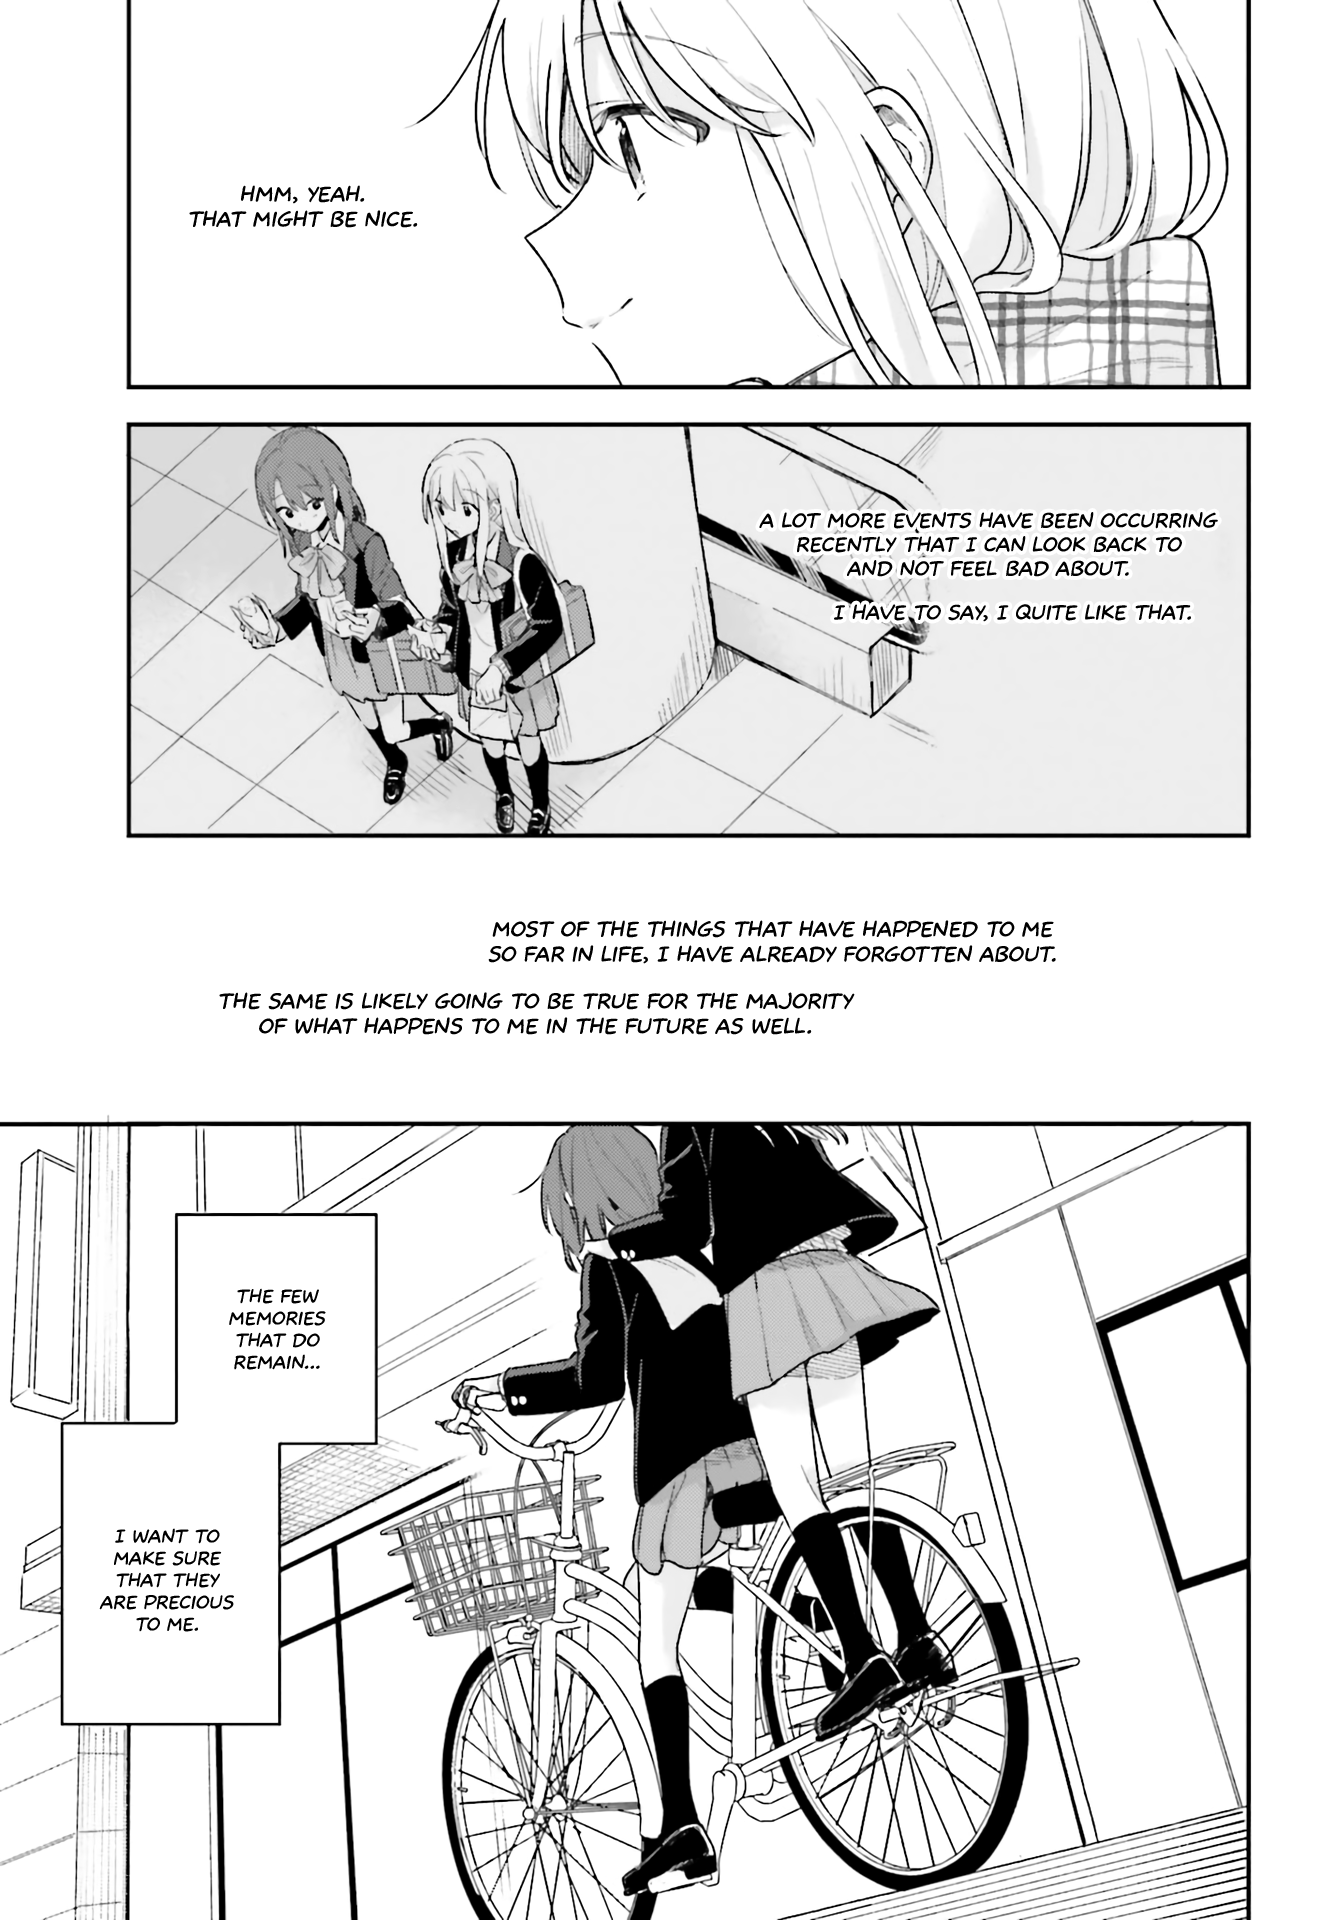 HMM, YEAH.
THAT MIGHT BE NICE.
A LOT MORE EVENTS HAVE BEEN OCCURRING
RECENTLY THAT I CAN LOOK BACK TO
AND NOT FEEL BAD ABOUT.
I HAVE TO SAY, I QUITE LIKE THAT.
MOST OF THE THINGS THAT HAVE HAPPENED TO ME
SO FAR IN LIFE, I HAVE ALREADY FORGOTTEN ABOUT.
THE SAME IS LIKELY GOING TO BE TRUE FOR THE MAJORITY
OF WHAT HAPPENS TO ME IN THE FUTURE AS WELL.
THE FEW
MEMORIES
THAT DO
REMAIN...
I WANT TO
MAKE SURE
THAT THEY
ARE PRECIOUS
TO ME.